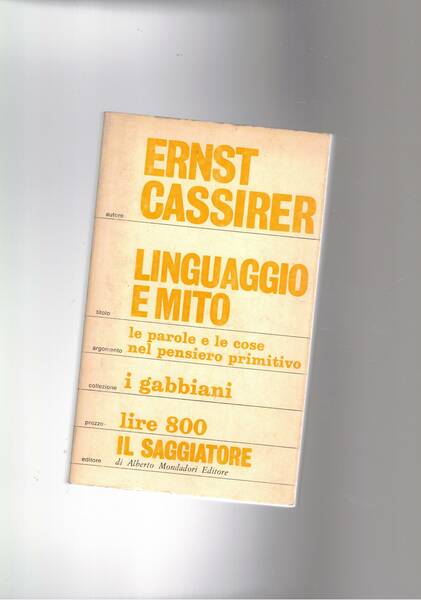 ERNST
autore CASSIRER
LINGUAGGIO
titolo E MITO
le parole e le cose
argomento nel pensiero primitivo
collezione i gabbiani
prezzo lire 800
IL SAGGIATORE
editore di Alberto Mondadori Editore